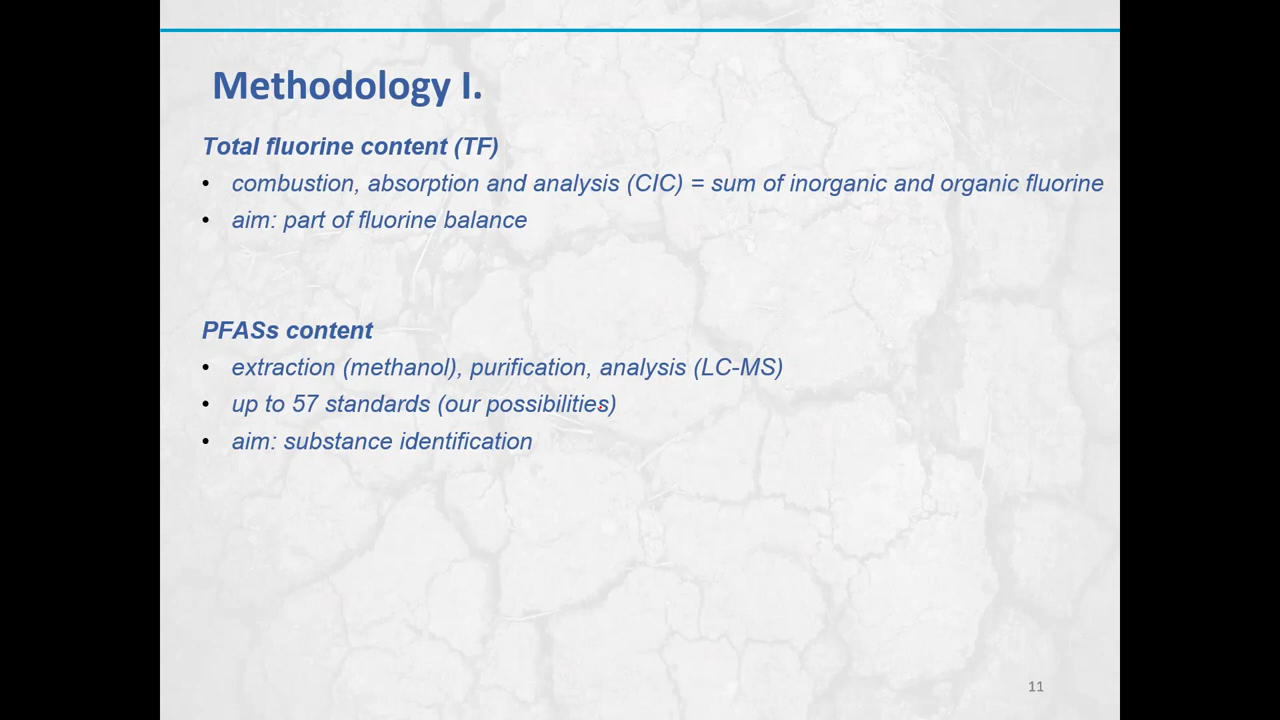 Methodology I.
Total fluorine content (TF)
• combustion, absorption and analysis (CIC) = sum of inorganic and organic fluorine
• aim: part of fluorine balance
PFASs content
• extraction (methanol), purification, analysis (LC-MS)
• up to 57 standards (our possibilities)
• aim: substance identification
11